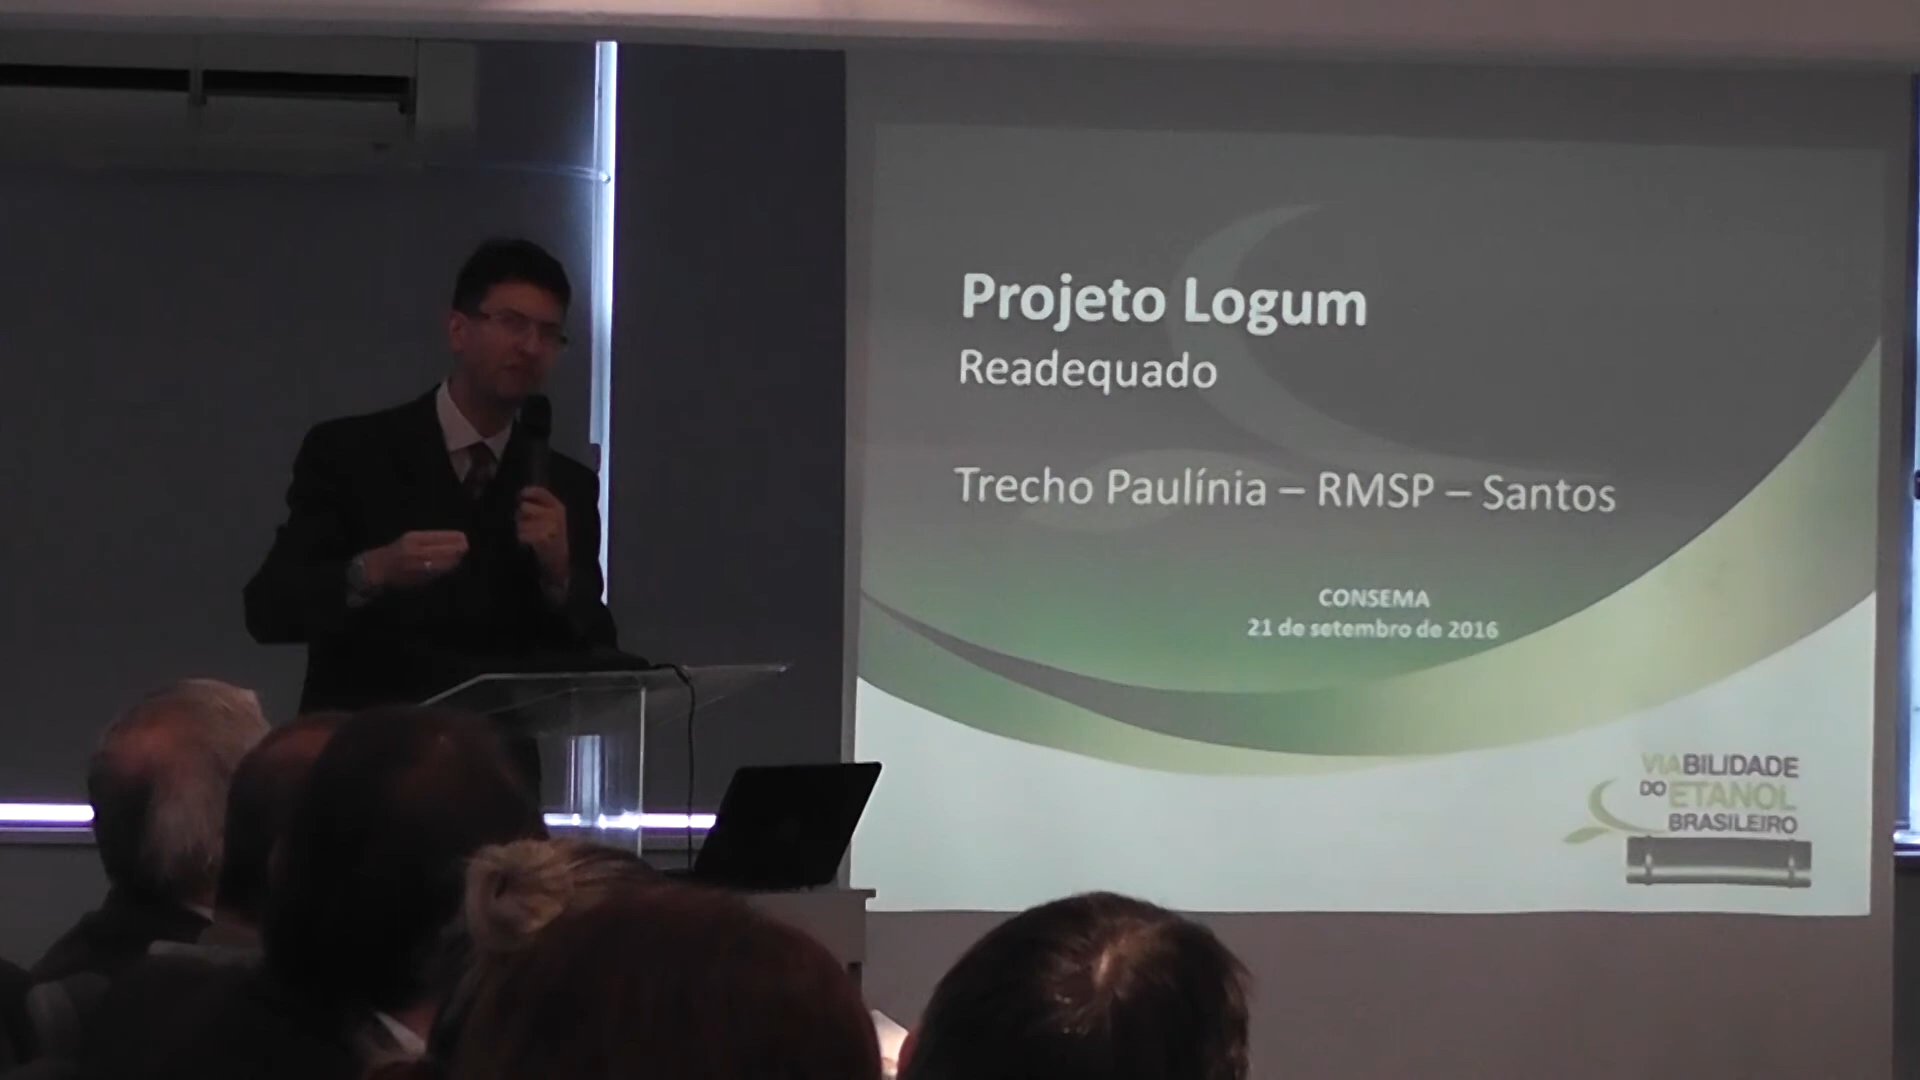 Projeto Logum
Readequado
Trecho Paulínia – RMSP – Santos
CONSEMA
21 de setembro de 2016
VIABILIDADE
DO ETANOL
BRASILEIRO